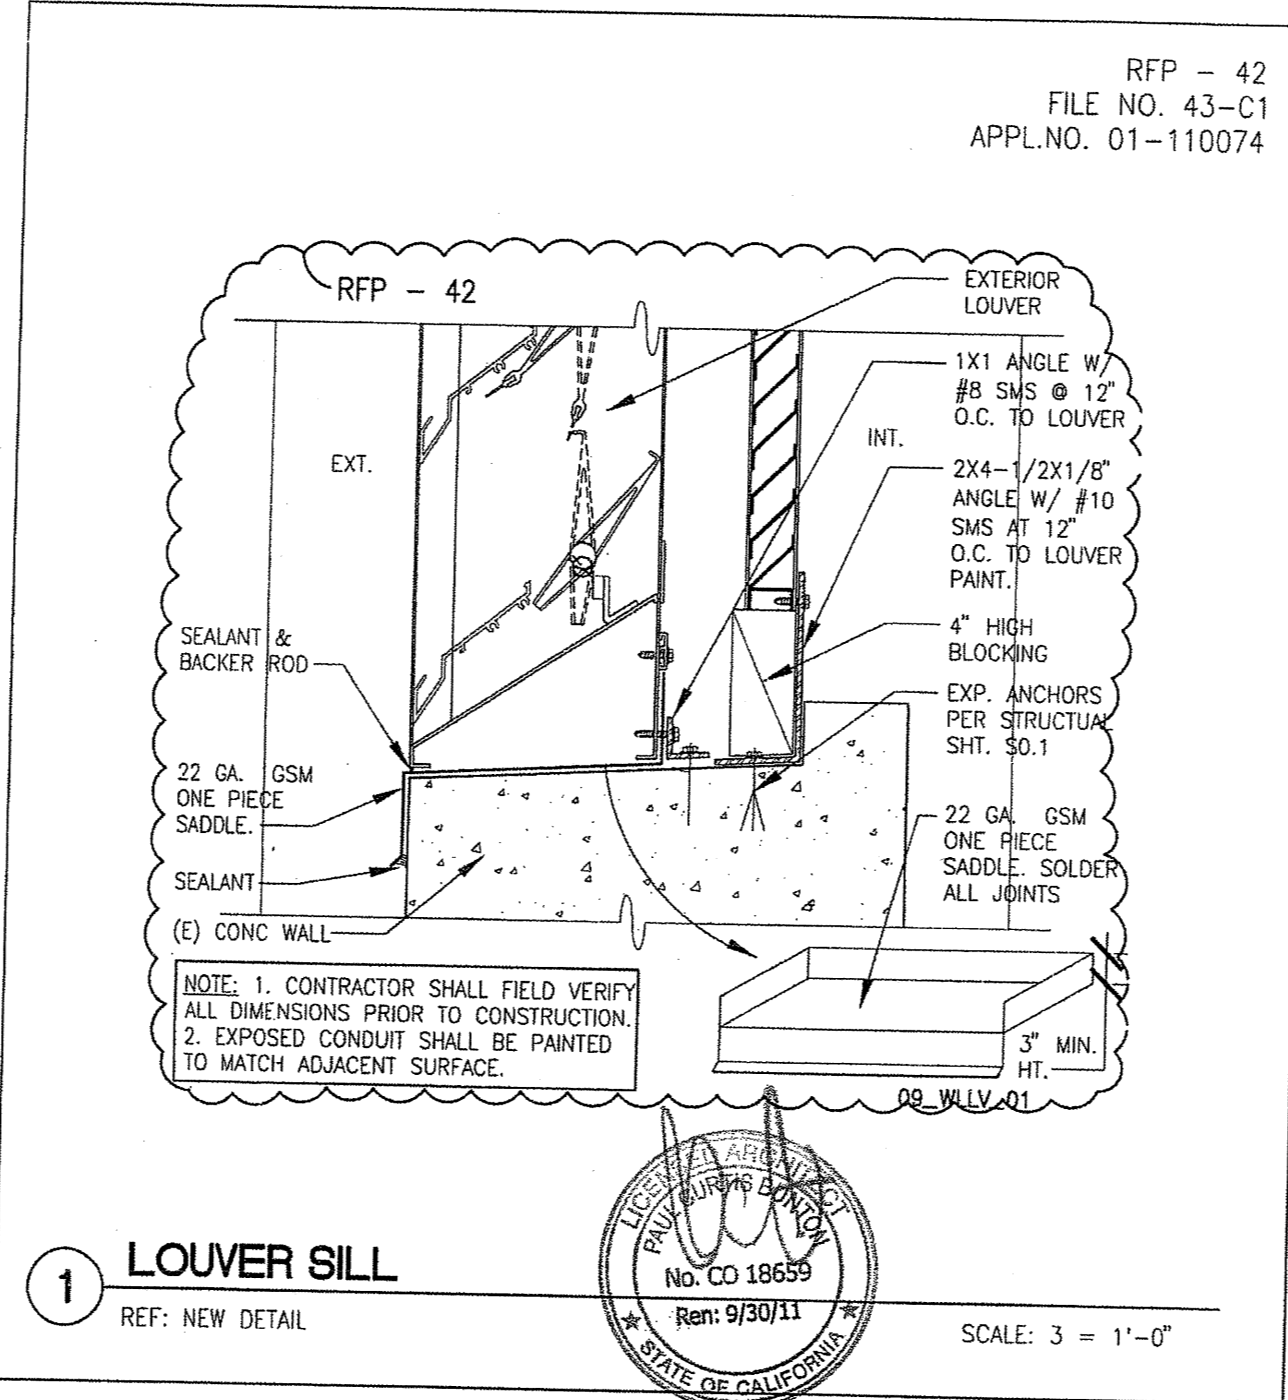 RFP - 42
FILE NO. 43-C1
APPL.NO. 01-110074
RFP - 42
EXTERIOR
LOUVER
1X1 ANGLE W/
#8 SMS @ 12"
O.C. TO LOUVER
INT.
EXT.
2X4-1/2X1/8"
ANGLE W/ #10
SMS AT 12"
O.C. TO LOUVER
PAINT.
4" HIGH
BLOCKING
EXP. ANCHORS
PER STRUCTUAL
SHT. S0.1
22 GA. GSM
ONE PIECE
SADDLE. SOLDER
ALL JOINTS
SEALANT &
BACKER ROD
22 GA. GSM
ONE PIECE
SADDLE.
SEALANT
(E) CONC WALL
NOTE: 1. CONTRACTOR SHALL FIELD VERIFY
ALL DIMENSIONS PRIOR TO CONSTRUCTION.
2. EXPOSED CONDUIT SHALL BE PAINTED
TO MATCH ADJACENT SURFACE.
3" MIN.
HT.
09_WLLV_01
LICENSED ARCHITECT
PAUL CURTIS BUNTON
No. CO 18659
Ren: 9/30/11
STATE OF CALIFORNIA
1
LOUVER SILL
REF: NEW DETAIL
SCALE: 3 = 1'-0"